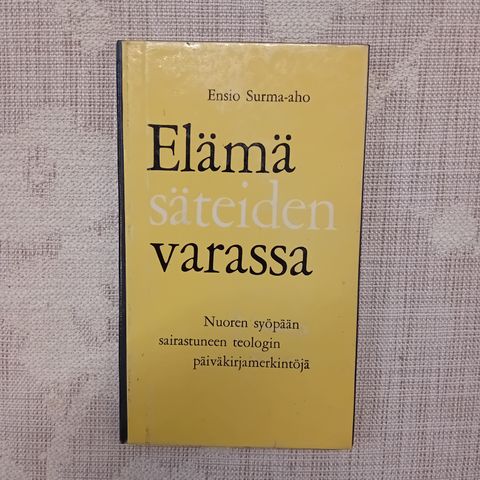 Ensio Surma-aho
Elämä
säteiden
varassa
Nuoren syöpään
sairastuneen teologin
päiväkirjamerkintöjä